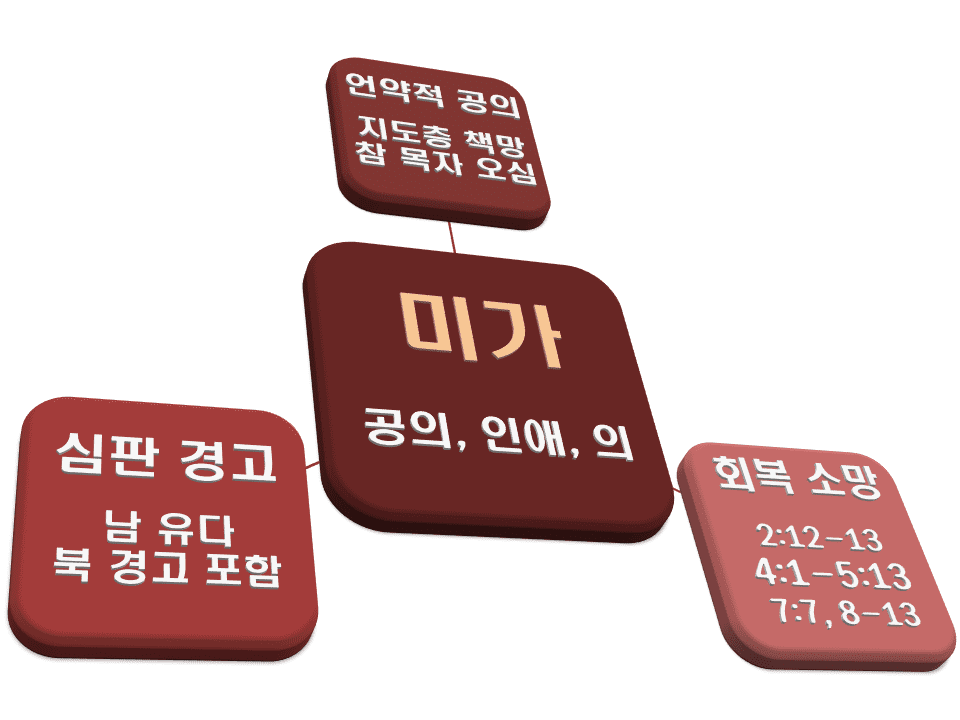 언약적 공의
지도층 책망
참 목자 오심
미가
공의, 인애, 의
심판 경고
남 유다
북 경고 포함
회복 소망
2:12-13
4:1-5:13
7:7, 8-13